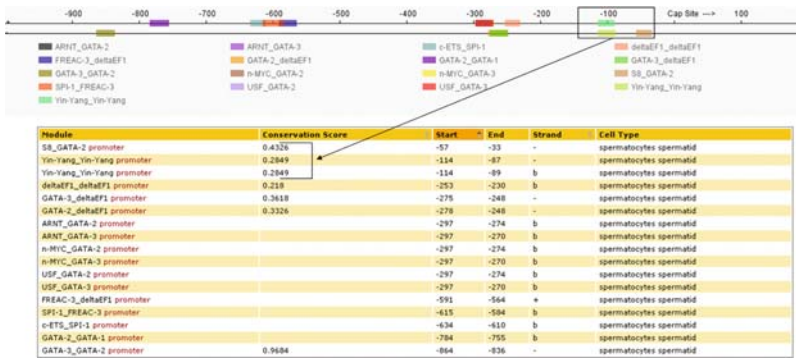 -900 -800 -700 -600 -500 -400 -300 -200 -100 Cap Site ---> 100
ARNT_GATA-2 ARNT_GATA-3 c-ETS_SPI-1 deltaEF1_deltaEF1
FREAC-3_deltaEF1 GATA-2_deltaEF1 GATA-2_GATA-1 GATA-3_deltaEF1
GATA-3_GATA-2 n-MYC_GATA-2 n-MYC_GATA-3 S8_GATA-2
SPI-1_FREAC-3 USF_GATA-2 USF_GATA-3 Yin-Yang_Yin-Yang
Yin-Yang_Yin-Yang
Module Conservation Score Start End Strand Cell Type
S8_GATA-2 promoter 0.4326 -57 -33 - spermatocytes spermatid
Yin-Yang_Yin-Yang promoter 0.2849 -114 -87 - spermatocytes spermatid
Yin-Yang_Yin-Yang promoter 0.2849 -114 -89 b spermatocytes spermatid
deltaEF1_deltaEF1 promoter 0.218 -253 -230 b spermatocytes spermatid
GATA-3_deltaEF1 promoter 0.3618 -275 -248 - spermatocytes spermatid
GATA-2_deltaEF1 promoter 0.3326 -278 -248 - spermatocytes spermatid
ARNT_GATA-2 promoter -297 -274 b spermatocytes spermatid
ARNT_GATA-3 promoter -297 -270 b spermatocytes spermatid
n-MYC_GATA-2 promoter -297 -274 b spermatocytes spermatid
n-MYC_GATA-3 promoter -297 -270 b spermatocytes spermatid
USF_GATA-2 promoter -297 -274 b spermatocytes spermatid
USF_GATA-3 promoter -297 -270 b spermatocytes spermatid
FREAC-3_deltaEF1 promoter -591 -564 + spermatocytes spermatid
SPI-1_FREAC-3 promoter -615 -584 b spermatocytes spermatid
c-ETS_SPI-1 promoter -634 -610 b spermatocytes spermatid
GATA-2_GATA-1 promoter -784 -755 b spermatocytes spermatid
GATA-3_GATA-2 promoter 0.9684 -864 -836 - spermatocytes spermatid